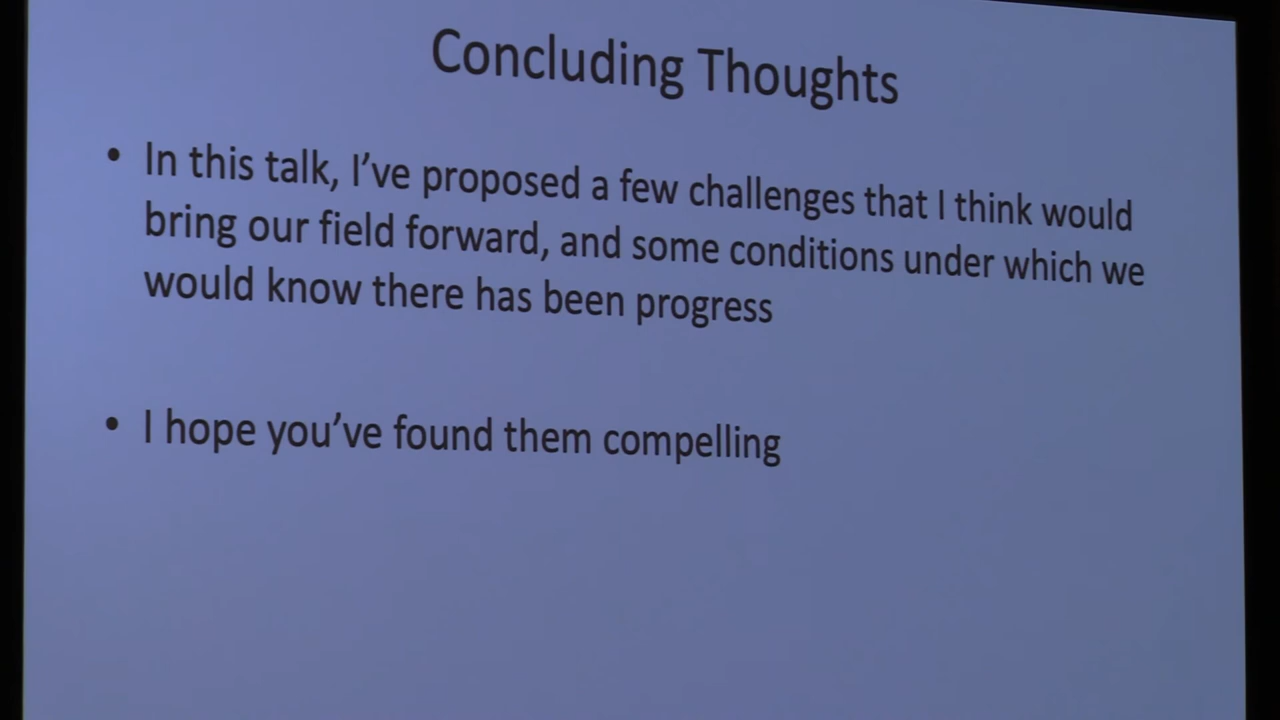 Concluding Thoughts
• In this talk, I've proposed a few challenges that I think would
bring our field forward, and some conditions under which we
would know there has been progress
• I hope you've found them compelling